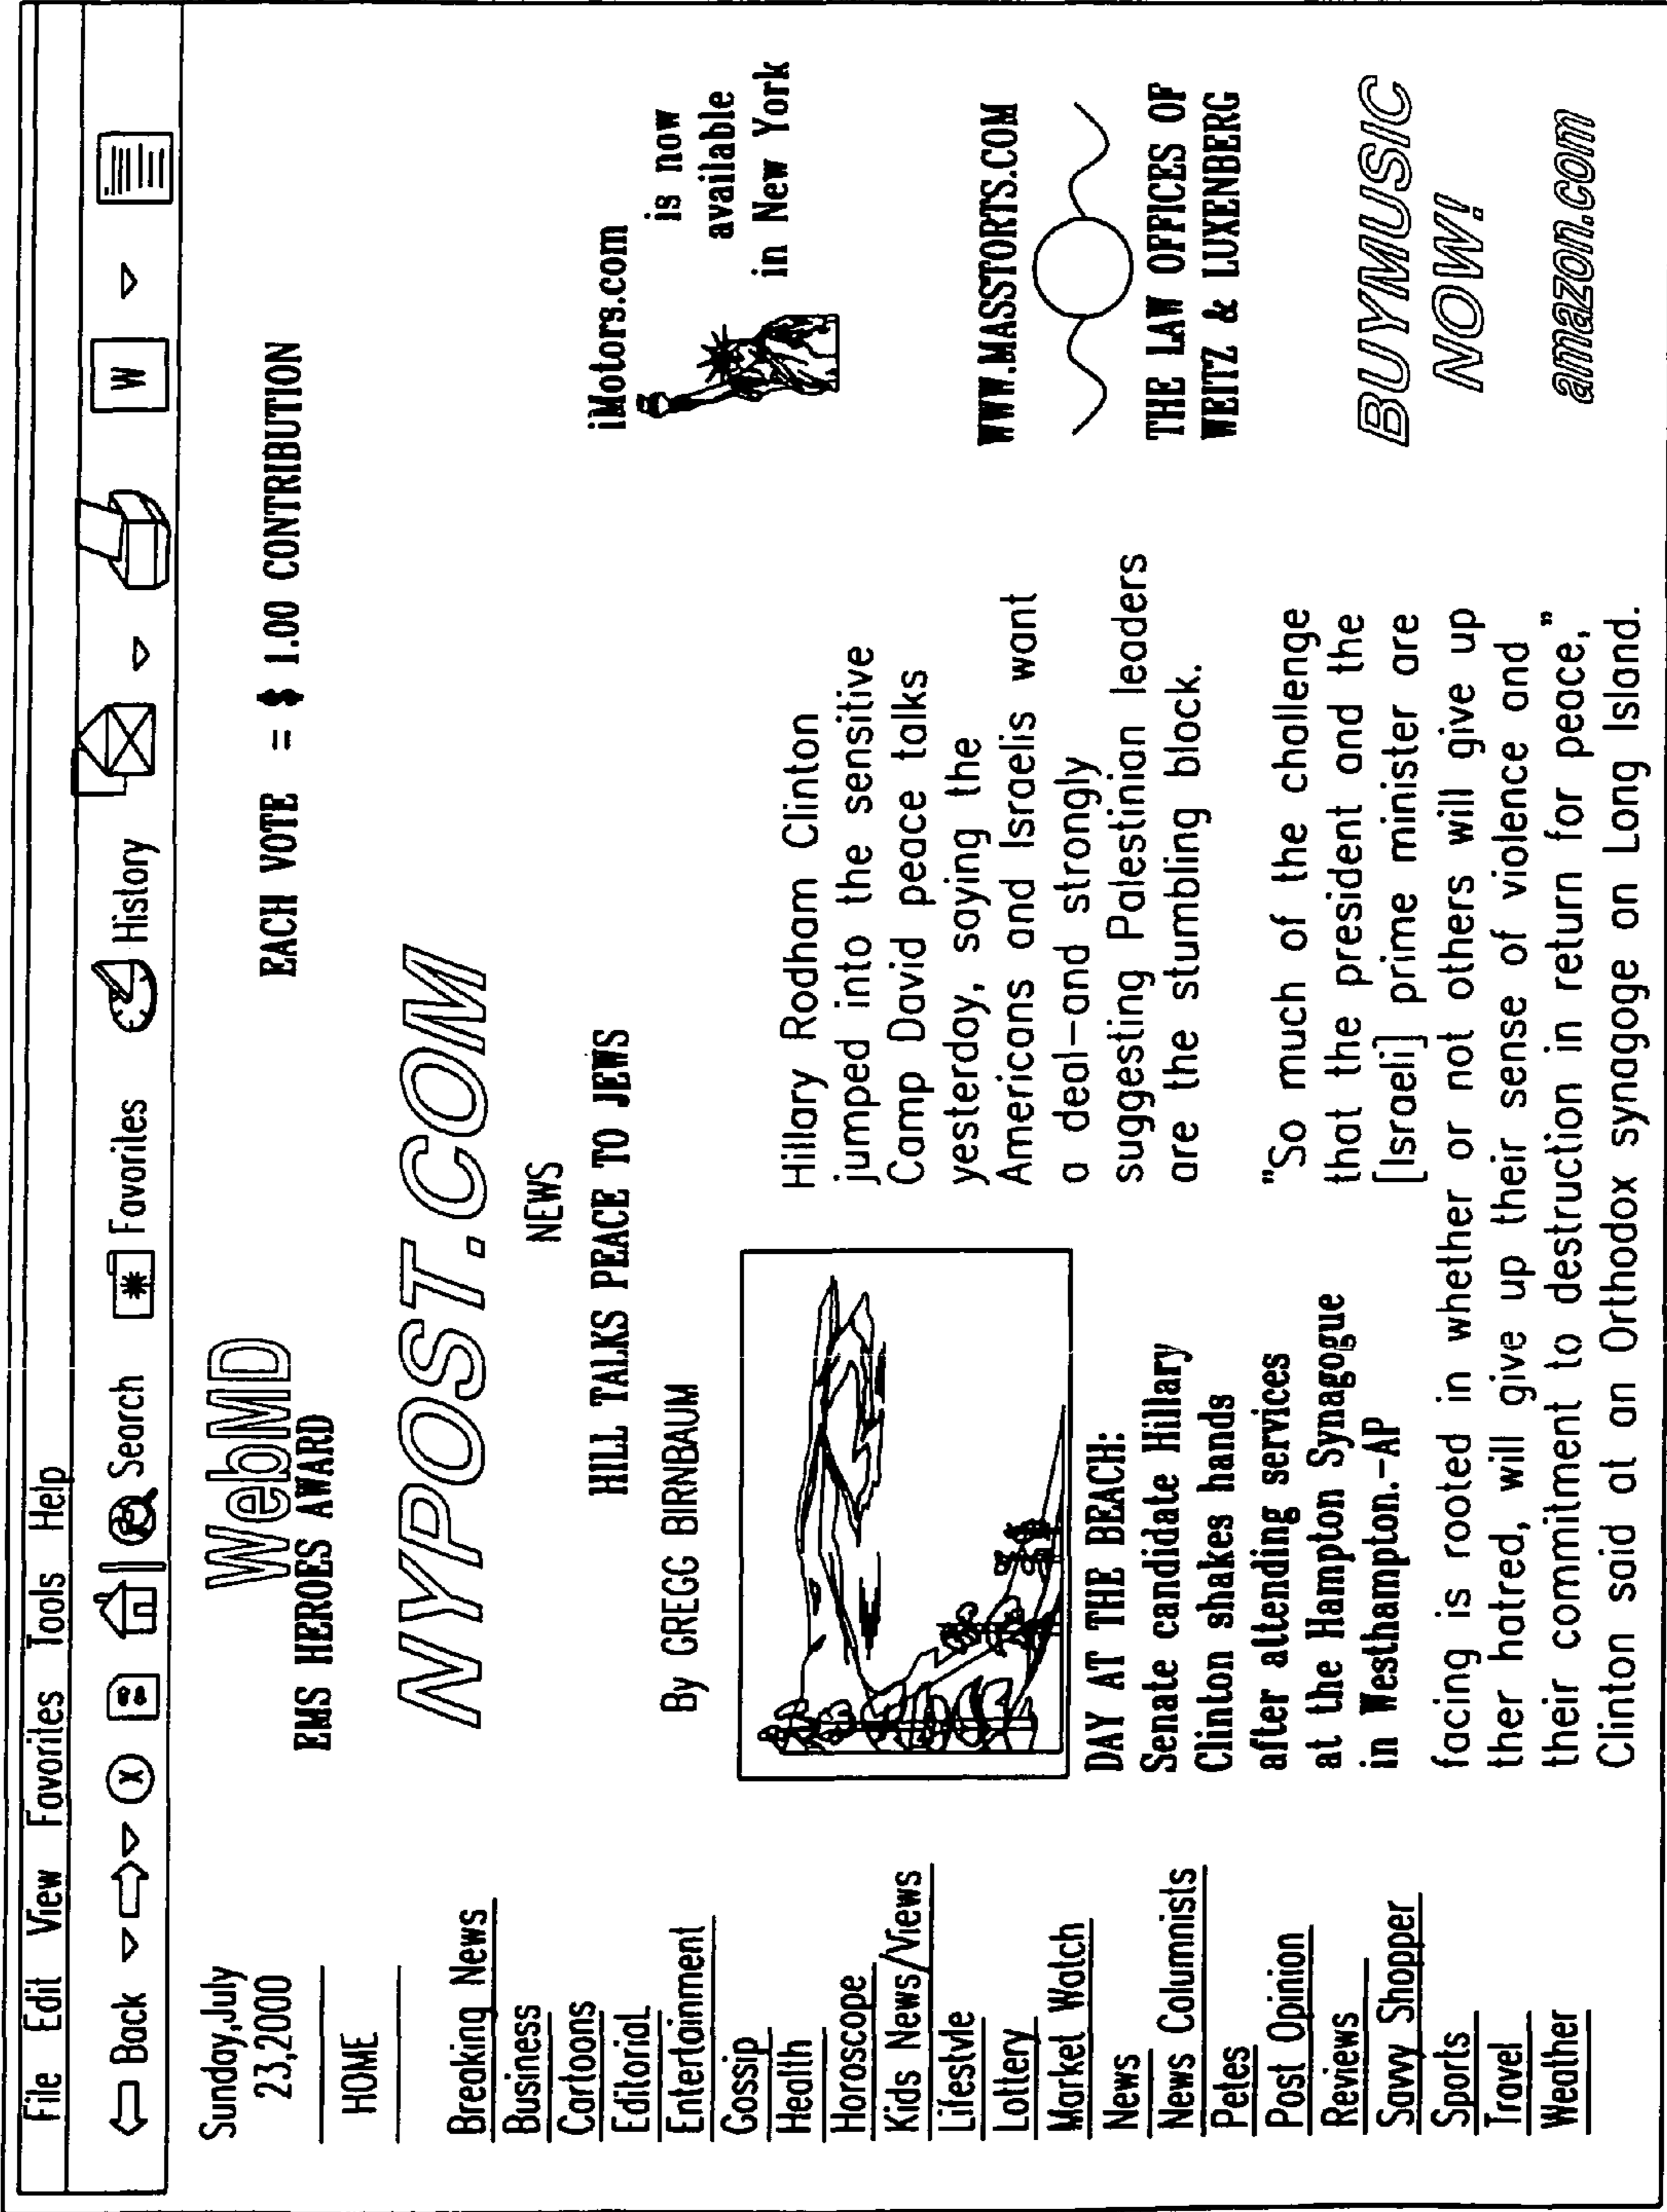 File Edit View Favorites Tools Help
Back Search Favorites History W
Sunday,July
23,2000
HOME
Breaking News
Business
Cartoons
Editorial
Entertainment
Gossip
Health
Horoscope
Kids News/Views
Lifestvle
Lottery
Market Watch
News
News Columnists
Petes
Post Opinion
Reviews
Savvy Shopper
Sports
Travel
Weather
WebMD
EMS HEROES AWARD
EACH VOTE = $ 1.00 CONTRIBUTION
NYPOST.COM
NEWS
HILL TALKS PEACE TO JEWS
By GREGG BIRNBAUM
DAY AT THE BEACH:
Senate candidate Hillary
Clinton shakes hands
after attending services
at the Hampton Synagogue
in Westhampton.-AP
Hillary Rodham Clinton
jumped into the sensitive
Camp David peace talks
yesterday, saying the
Americans and Israelis want
a deal-and strongly
suggesting Palestinian leaders
are the stumbling block.
"So much of the challenge
that the president and the
[Israeli] prime minister are
facing is rooted in whether or not others will give up
ther hatred, will give up their sense of violence and
their commitment to destruction in return for peace,"
Clinton said at an Orthodox synagoge on Long Island.
iMotors.com
is now
available
in New York
WWW.MASSTORTS.COM
THE LAW OFFICES OF
WEITZ & LUXENBERG
BUYMUSIC
NOW!
amazon.com